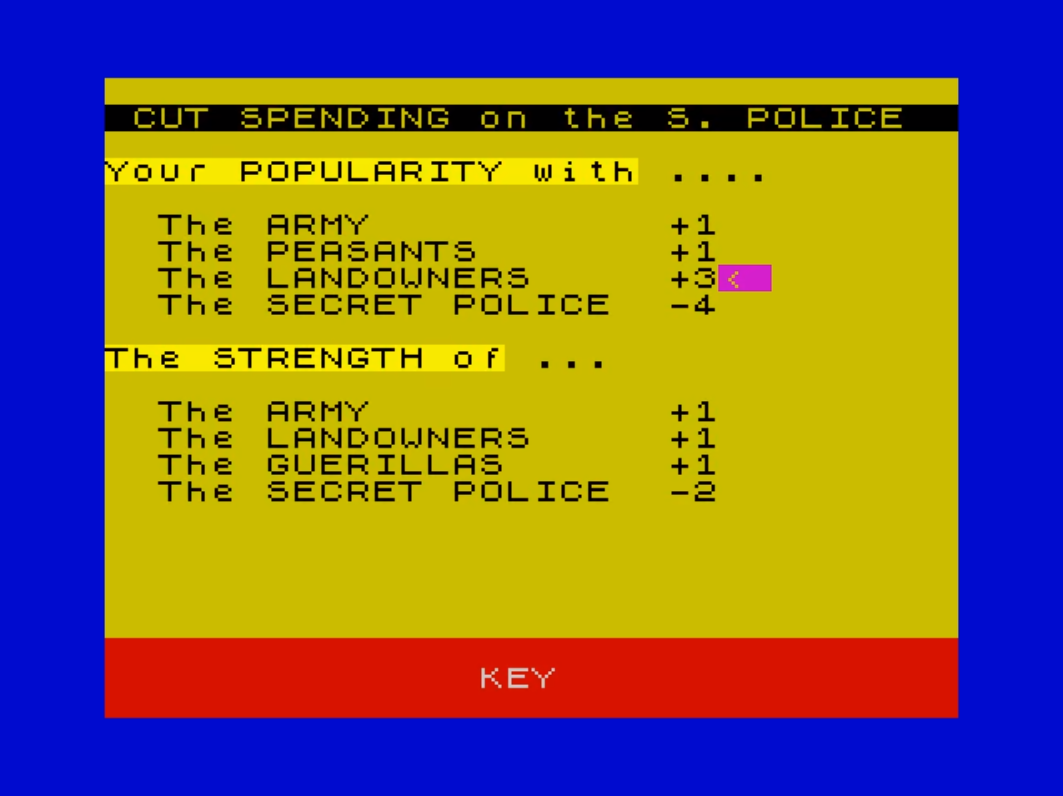 CUT SPENDING on the S. POLICE
Your POPULARITY with ....
The ARMY +1
The PEASANTS +1
The LANDOWNERS +3<
The SECRET POLICE -4
The STRENGTH of ...
The ARMY +1
The LANDOWNERS +1
The GUERILLAS +1
The SECRET POLICE -2
KEY